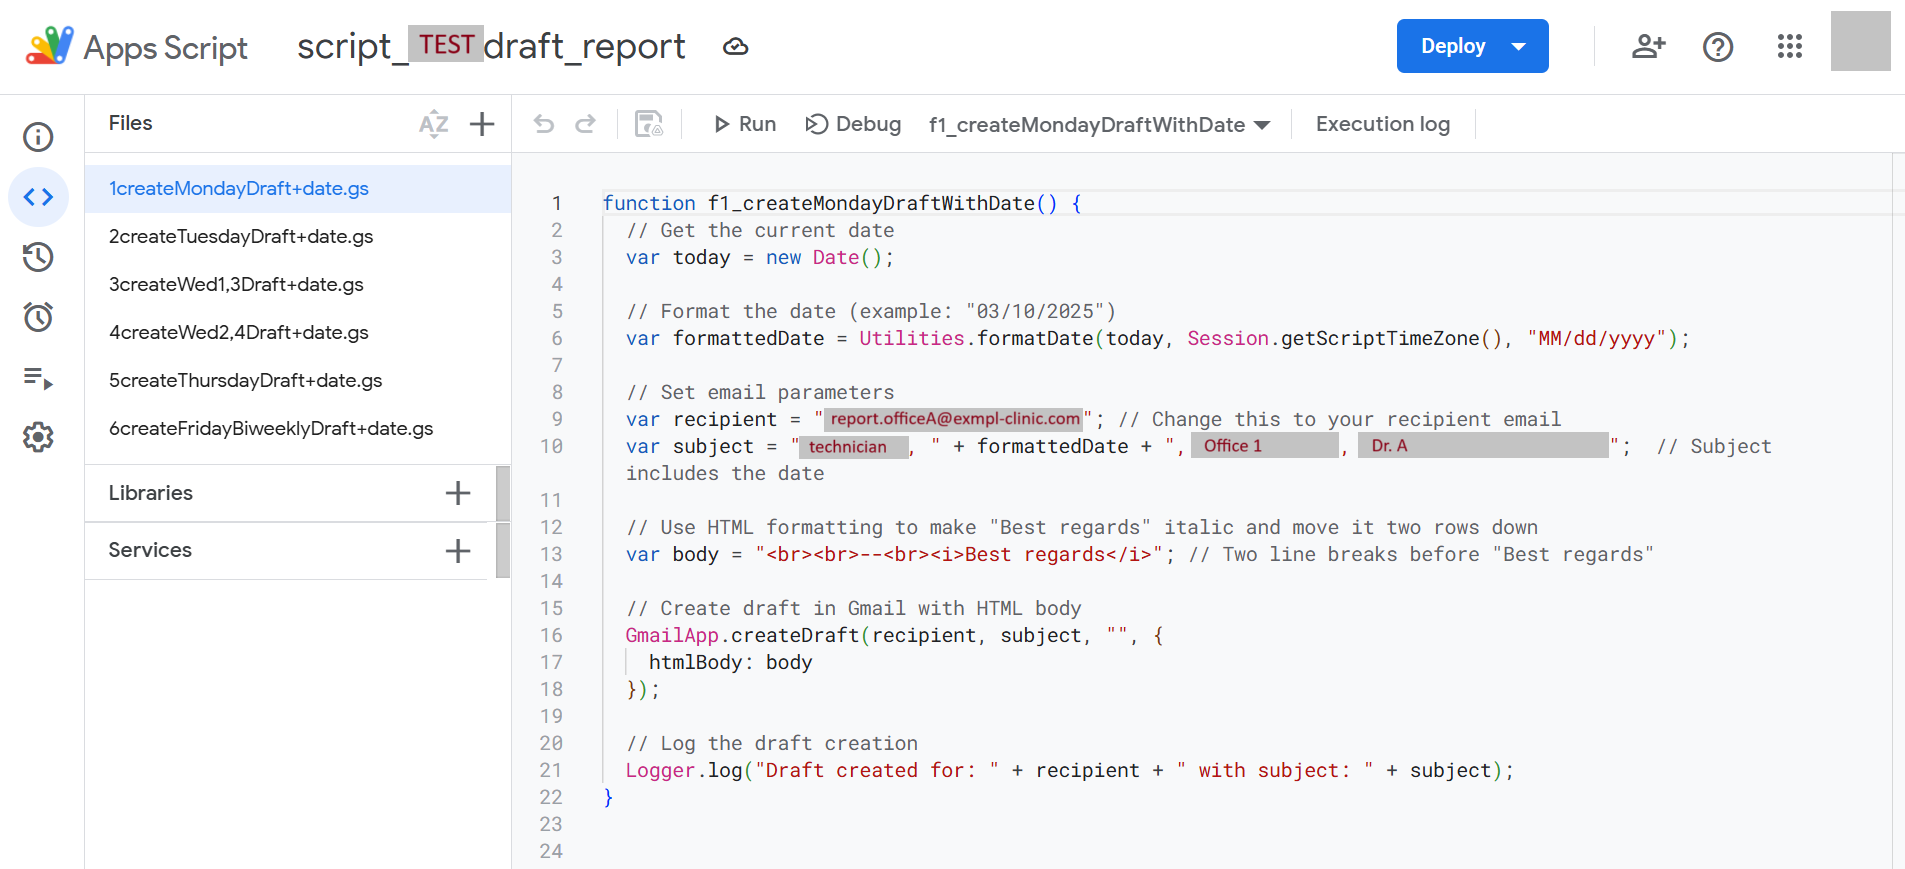 Apps Script script_TEST draft_report Deploy
Files AZ Run Debug f1_createMondayDraftWithDate Execution log
1createMondayDraft+date.gs
2createTuesdayDraft+date.gs
3createWed1,3Draft+date.gs
4createWed2,4Draft+date.gs
5createThursdayDraft+date.gs
6createFridayBiweeklyDraft+date.gs
Libraries
Services
1 function f1_createMondayDraftWithDate() {
2 // Get the current date
3 var today = new Date();
4
5 // Format the date (example: "03/10/2025")
6 var formattedDate = Utilities.formatDate(today, Session.getScriptTimeZone(), "MM/dd/yyyy");
7
8 // Set email parameters
9 var recipient = "report.officeA@exmpl-clinic.com"; // Change this to your recipient email
10 var subject = "technician, " + formattedDate + ", Office 1, Dr. A"; // Subject
includes the date
11
12 // Use HTML formatting to make "Best regards" italic and move it two rows down
13 var body = "<br><br>--<br><i>Best regards</i>"; // Two line breaks before "Best regards"
14
15 // Create draft in Gmail with HTML body
16 GmailApp.createDraft(recipient, subject, "", {
17 htmlBody: body
18 });
19
20 // Log the draft creation
21 Logger.log("Draft created for: " + recipient + " with subject: " + subject);
22 }
23
24